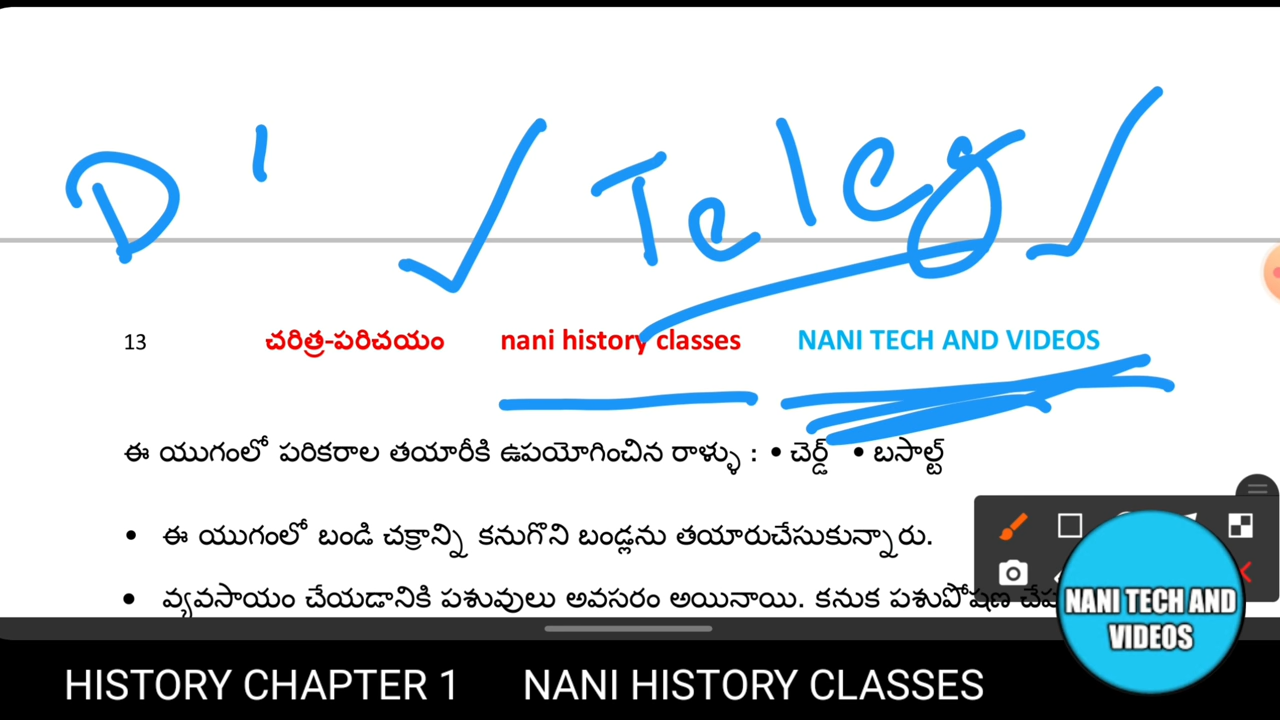 D'
Teleg
13 చరిత్ర-పరిచయం nani history classes NANI TECH AND VIDEOS
ఈ యుగంలో పరికరాల తయారీకి ఉపయోగించిన రాళ్ళు : • చెర్డ్ • బసాల్ట్
• ఈ యుగంలో బండి చక్రాన్ని కనుగొని బండ్లను తయారుచేసుకున్నారు.
• వ్యవసాయం చేయడానికి పశువులు అవసరం అయినాయి. కనుక పశుపోషణ
NANI TECH AND
VIDEOS
HISTORY CHAPTER 1 NANI HISTORY CLASSES